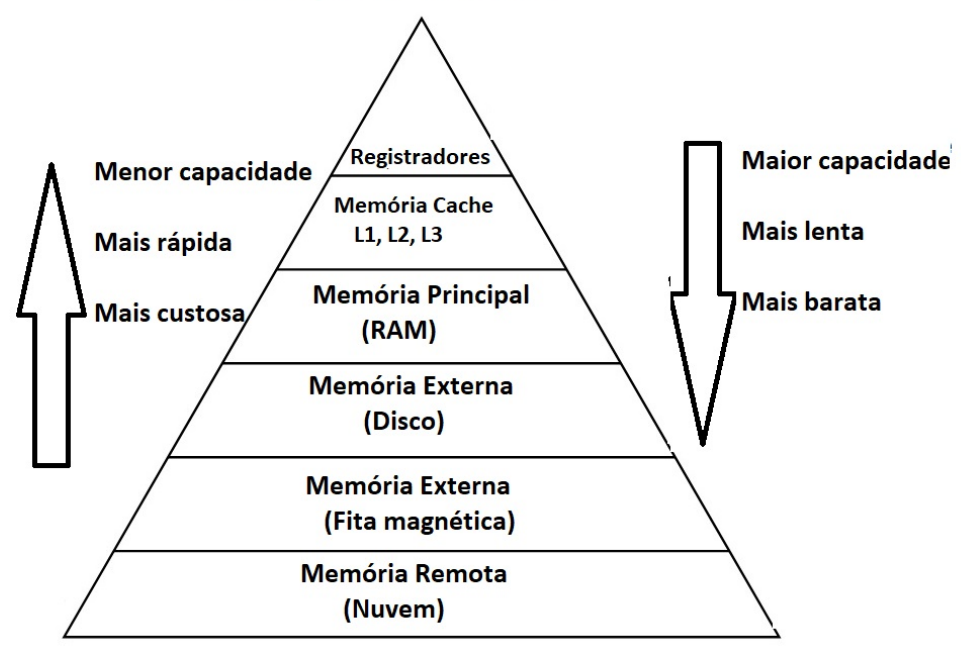 Registradores
Menor capacidade
Maior capacidade
Memória Cache
L1, L2, L3
Mais rápida
Mais lenta
Memória Principal
(RAM)
Mais custosa
Mais barata
Memória Externa
(Disco)
Memória Externa
(Fita magnética)
Memória Remota
(Nuvem)